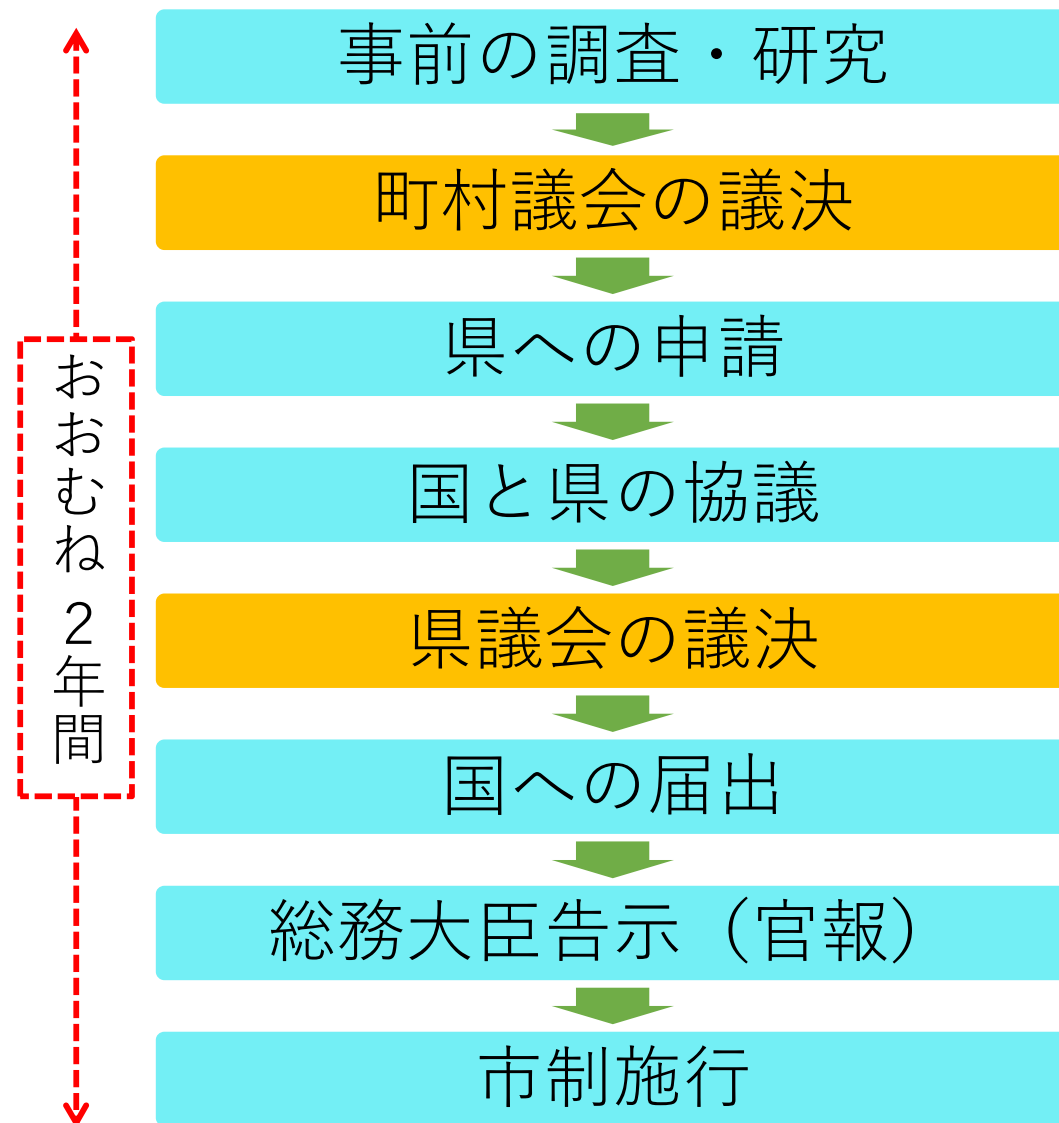 事前の調査・研究
町村議会の議決
県への申請
国と県の協議
県議会の議決
国への届出
総務大臣告示（官報）
市制施行
おおむね２年間